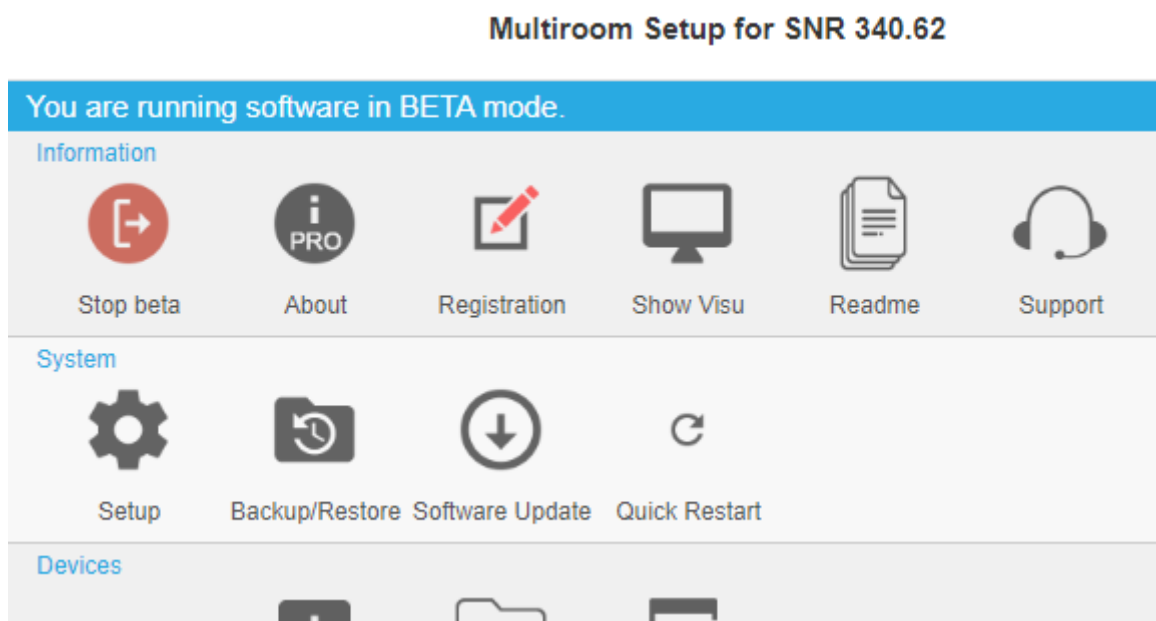 Multiroom Setup for SNR 340.62
You are running software in BETA mode.
Information
i
PRO
Stop beta About Registration Show Visu Readme Support
System
Setup Backup/Restore Software Update Quick Restart
Devices